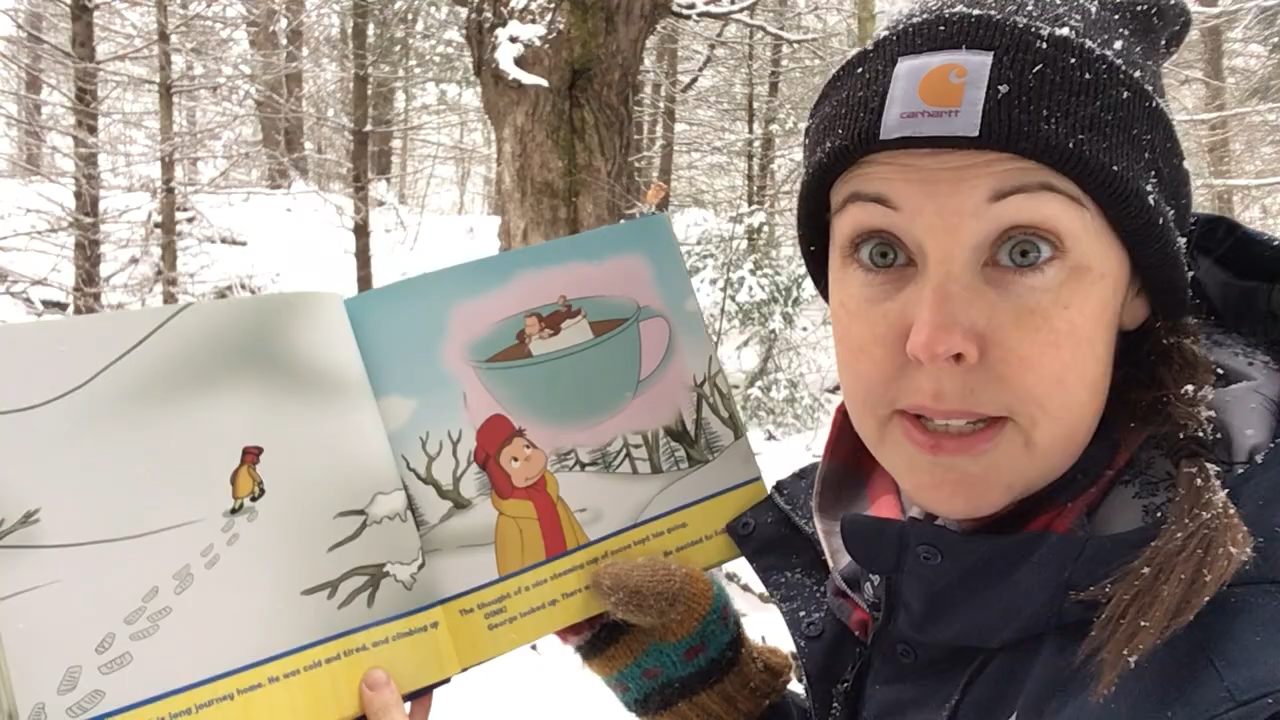 carhartt
his long journey home. He was cold and tired, and climbing up
The thought of a nice steaming cup of cocoa kept him going.
OINK!
George looked up. There
He decided to